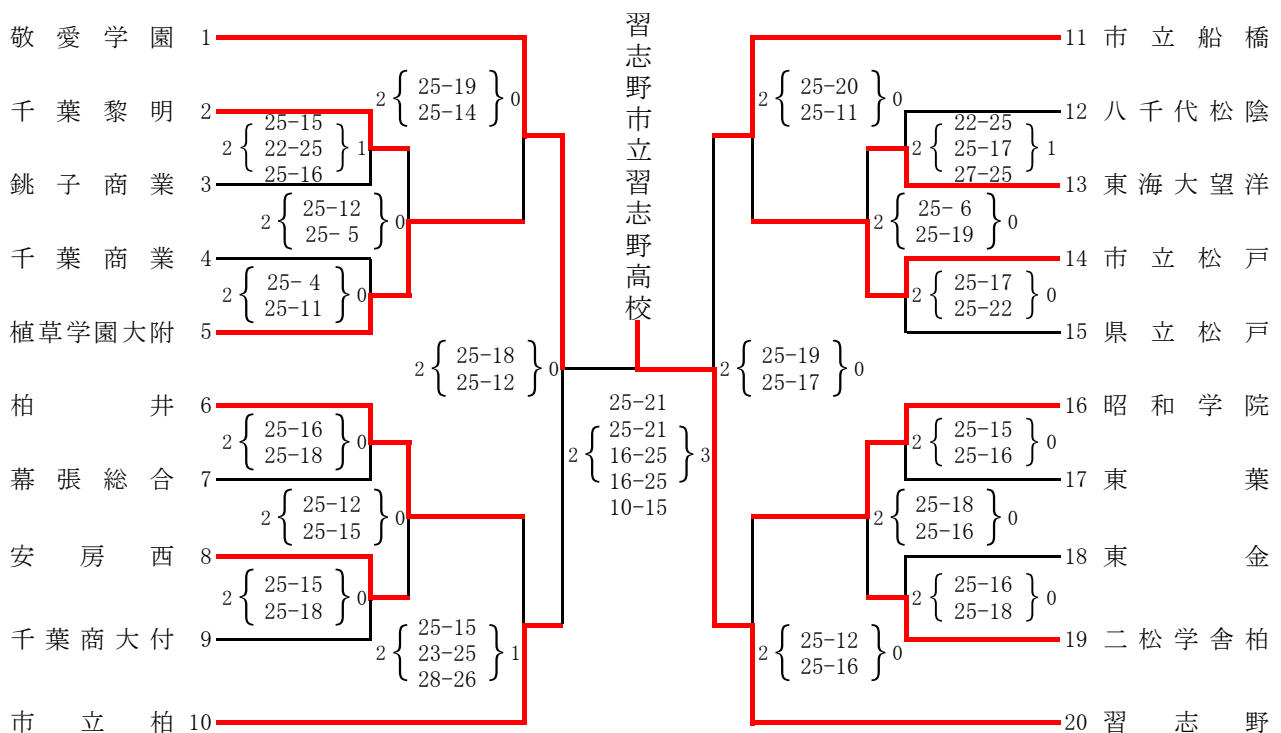 習志野市立習志野高校
敬愛学園 1
千葉黎明 2
銚子商業 3
千葉商業 4
植草学園大附 5
柏井 6
幕張総合 7
安房西 8
千葉商大付 9
市立柏 10
2 { 25-19 25-14 } 0
2 { 25-15 22-25 25-16 } 1
2 { 25-12 25- 5 } 0
2 { 25- 4 25-11 } 0
2 { 25-18 25-12 } 0
2 { 25-16 25-18 } 0
2 { 25-12 25-15 } 0
2 { 25-15 25-18 } 0
2 { 25-15 23-25 28-26 } 1
25-21
2 { 25-21 16-25 16-25 } 3
10-15
11 市立船橋
12 八千代松陰
13 東海大望洋
14 市立松戸
15 県立松戸
16 昭和学院
17 東葉
18 東金
19 二松学舎柏
20 習志野
2 { 25-20 25-11 } 0
2 { 22-25 25-17 27-25 } 1
2 { 25- 6 25-19 } 0
2 { 25-17 25-22 } 0
2 { 25-19 25-17 } 0
2 { 25-15 25-16 } 0
2 { 25-18 25-16 } 0
2 { 25-16 25-18 } 0
2 { 25-12 25-16 } 0